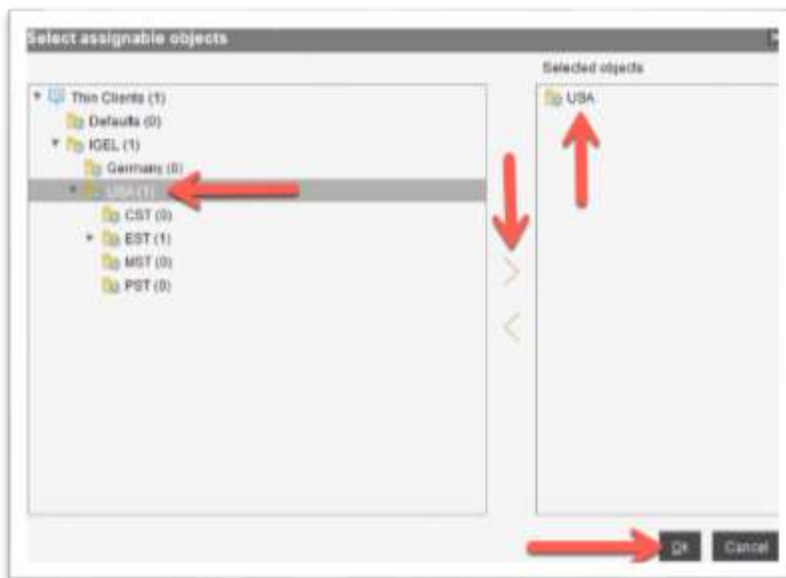 Select assignable objects
Selected objects
Thin Clients (1)
Defaults (0)
IGEL (1)
Germany (0)
USA (1)
CST (0)
EST (1)
MST (0)
PST (0)
USA
Ok
Cancel